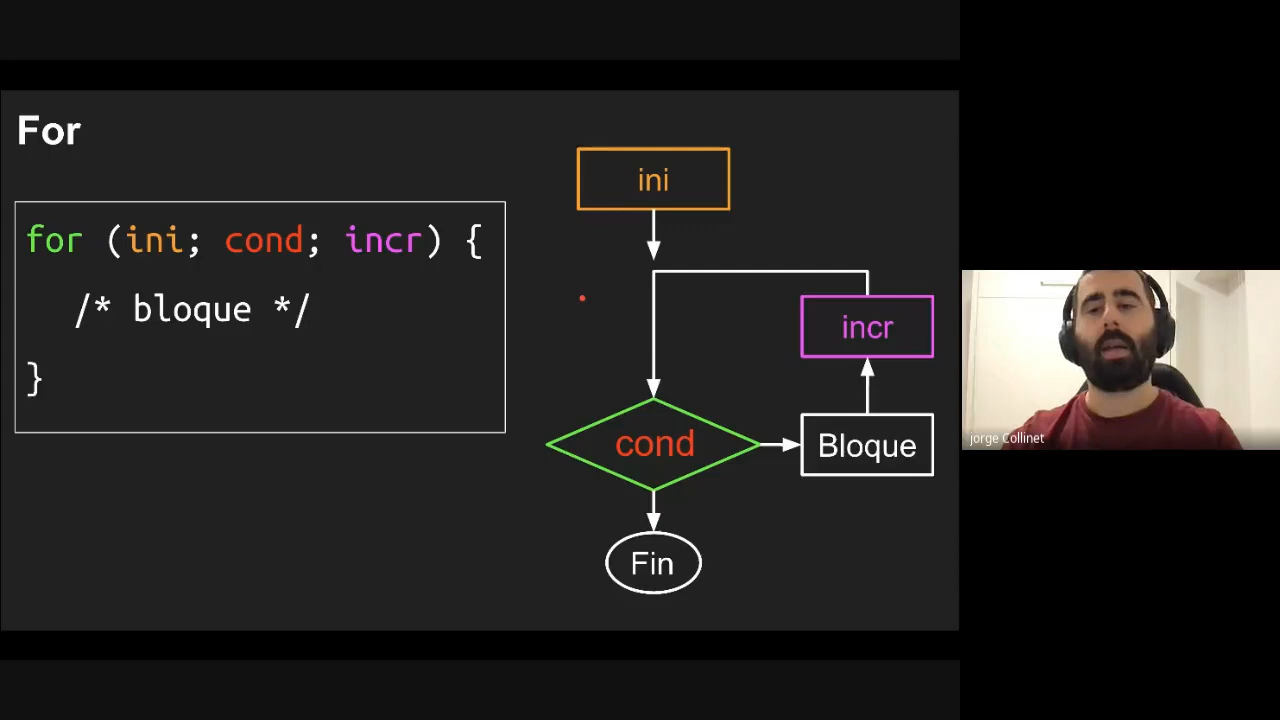 For
for (ini; cond; incr) {
/* bloque */
}
ini
incr
cond
Bloque
Fin
jorge Collinet